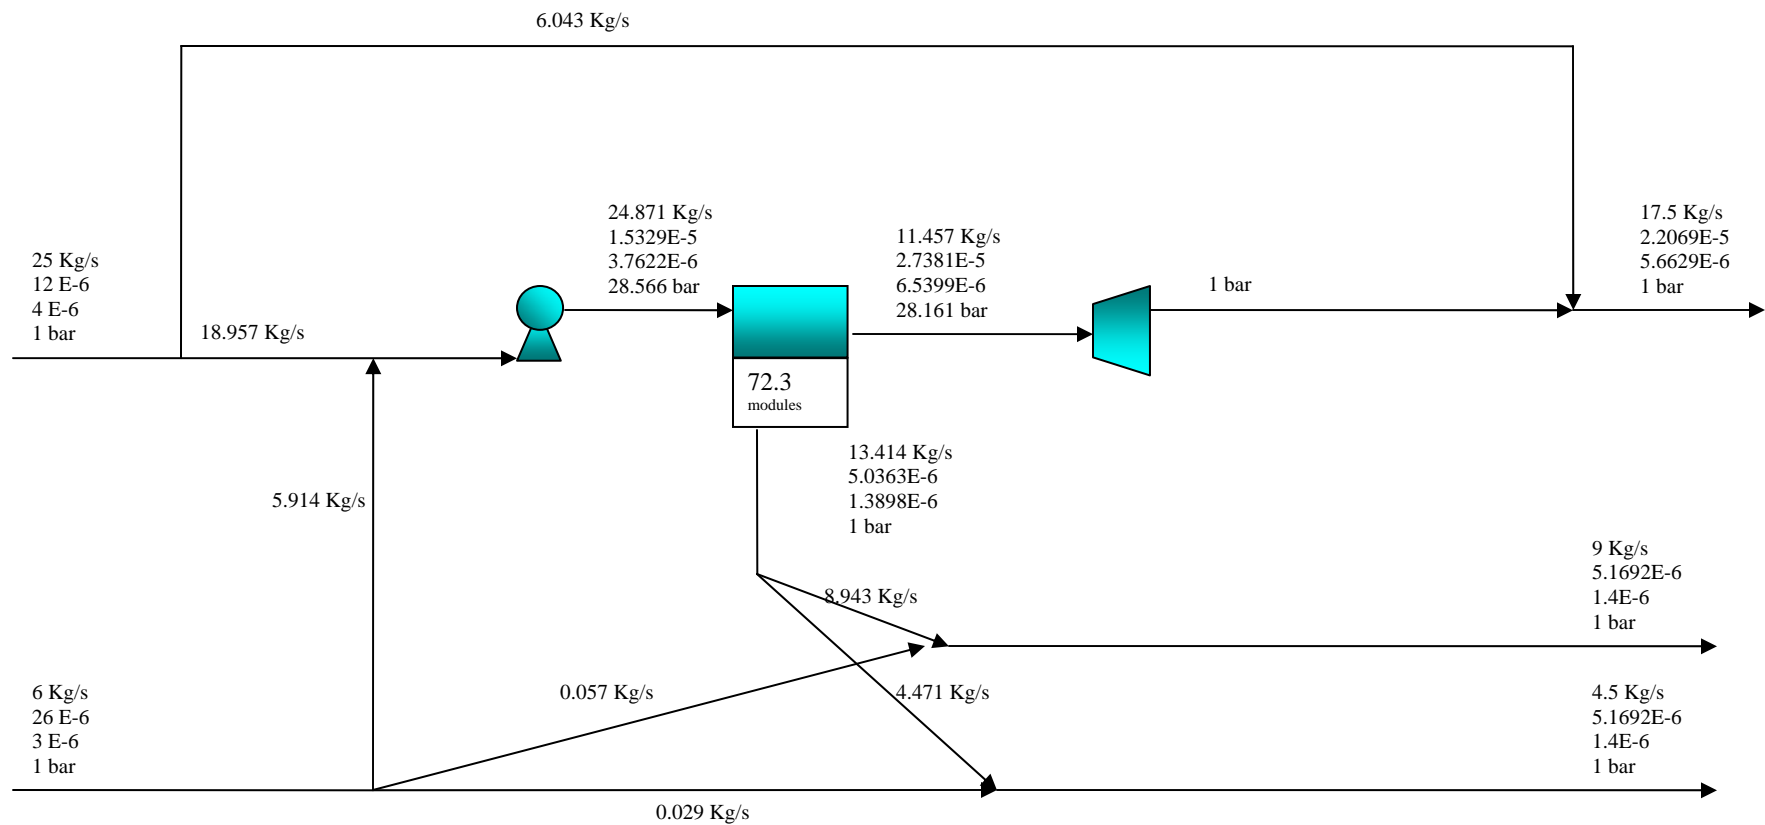 6.043 Kg/s
25 Kg/s
12 E-6
4 E-6
1 bar
18.957 Kg/s
24.871 Kg/s
1.5329E-5
3.7622E-6
28.566 bar
11.457 Kg/s
2.7381E-5
6.5399E-6
28.161 bar
1 bar
17.5 Kg/s
2.2069E-5
5.6629E-6
1 bar
72.3
modules
13.414 Kg/s
5.0363E-6
1.3898E-6
1 bar
5.914 Kg/s
8.943 Kg/s
9 Kg/s
5.1692E-6
1.4E-6
1 bar
6 Kg/s
26 E-6
3 E-6
1 bar
0.057 Kg/s
4.471 Kg/s
4.5 Kg/s
5.1692E-6
1.4E-6
1 bar
0.029 Kg/s